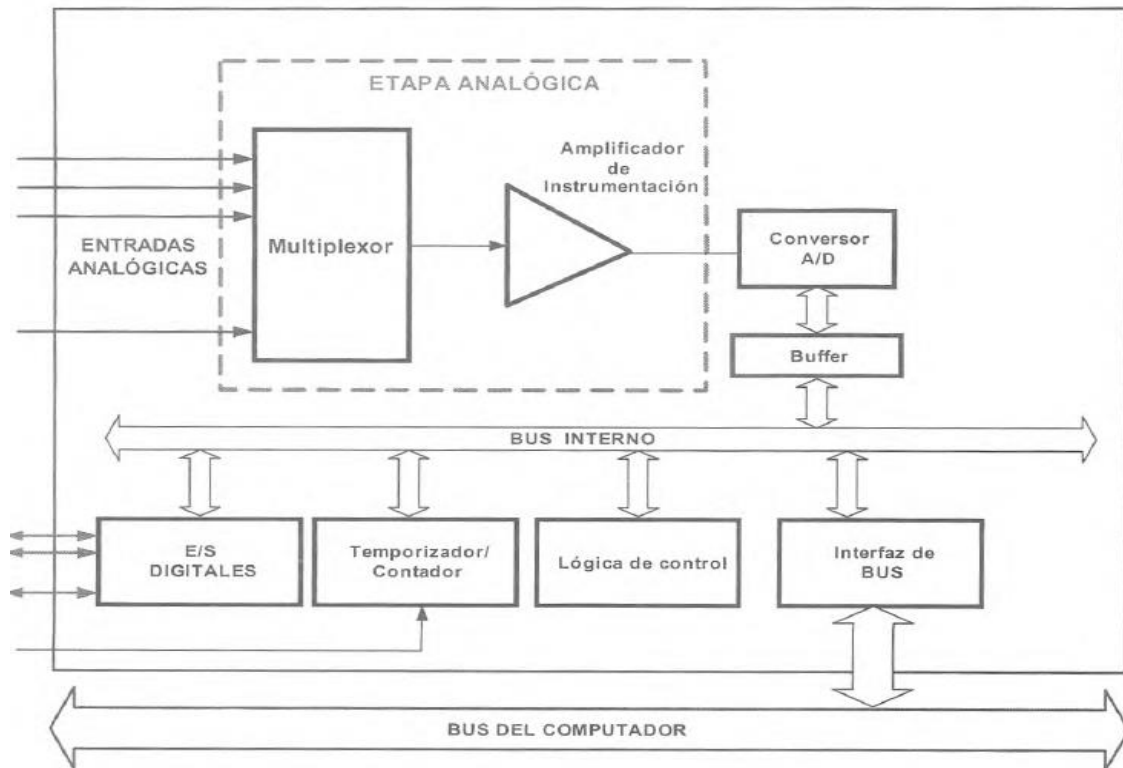 ETAPA ANALÓGICA
Amplificador
de
Instrumentación
Multiplexor
ENTRADAS
ANALÓGICAS
Conversor
A/D
Buffer
BUS INTERNO
E/S
DIGITALES
Temporizador/
Contador
Lógica de control
Interfaz de
BUS
BUS DEL COMPUTADOR